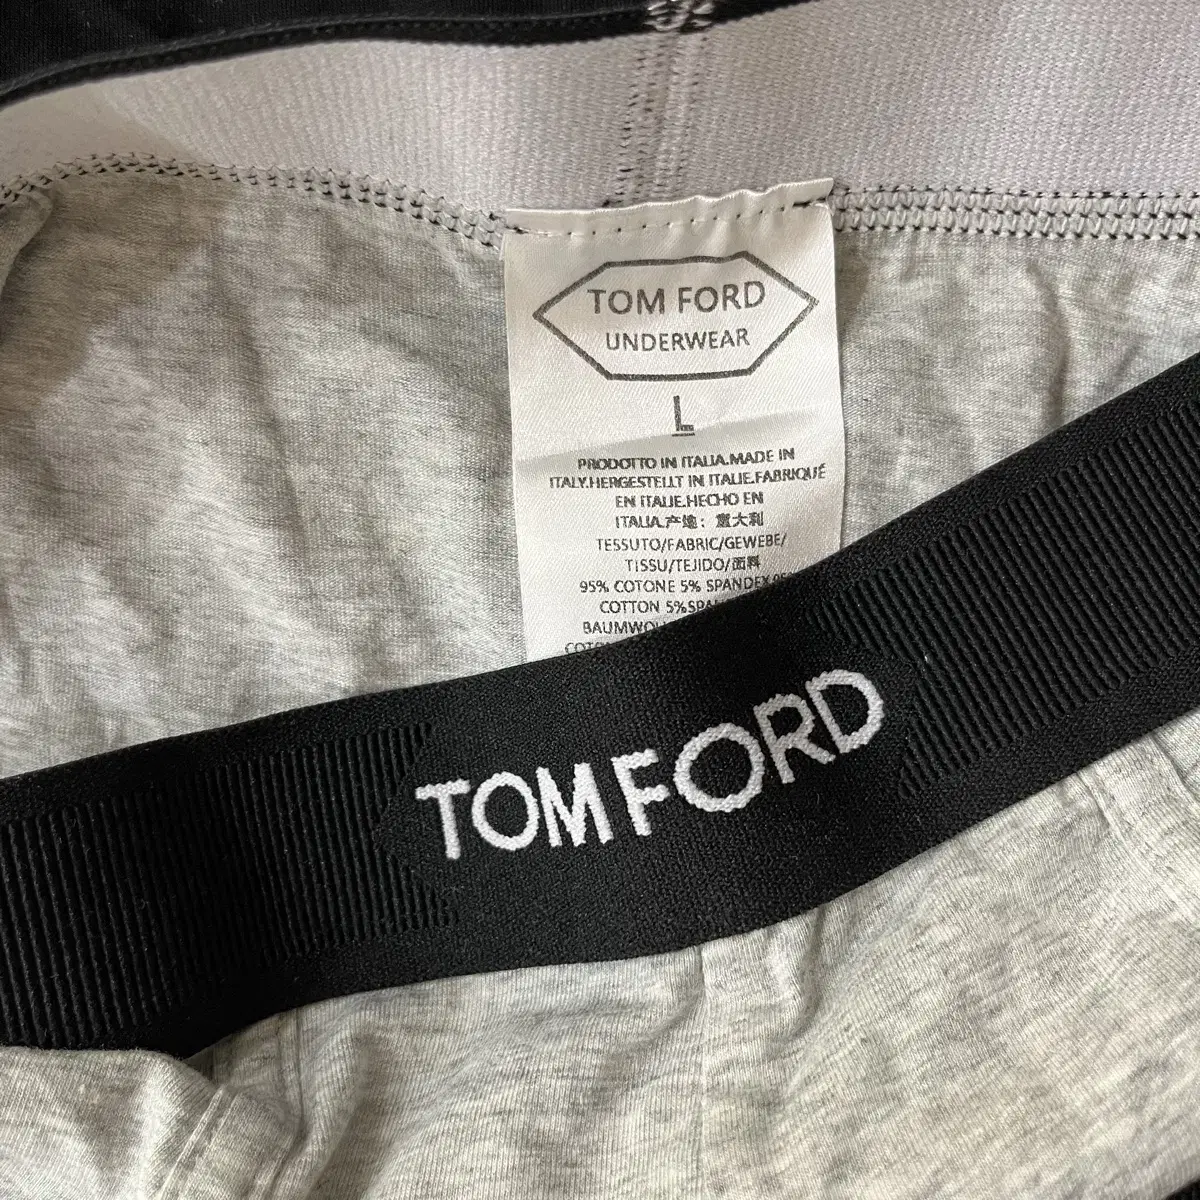 TOM FORD
UNDERWEAR
L
PRODOTTO IN ITALIA.MADE IN
ITALY.HERGESTELLT IN ITALIE.FABRIQUÉ
EN ITALIE.HECHO EN
ITALIA.产地：意大利
TESSUTO/FABRIC/GEWEBE/
TISSU/TEJIDO/面料
95% COTONE 5% SPANDEX
COTTON 5%
TOM FORD